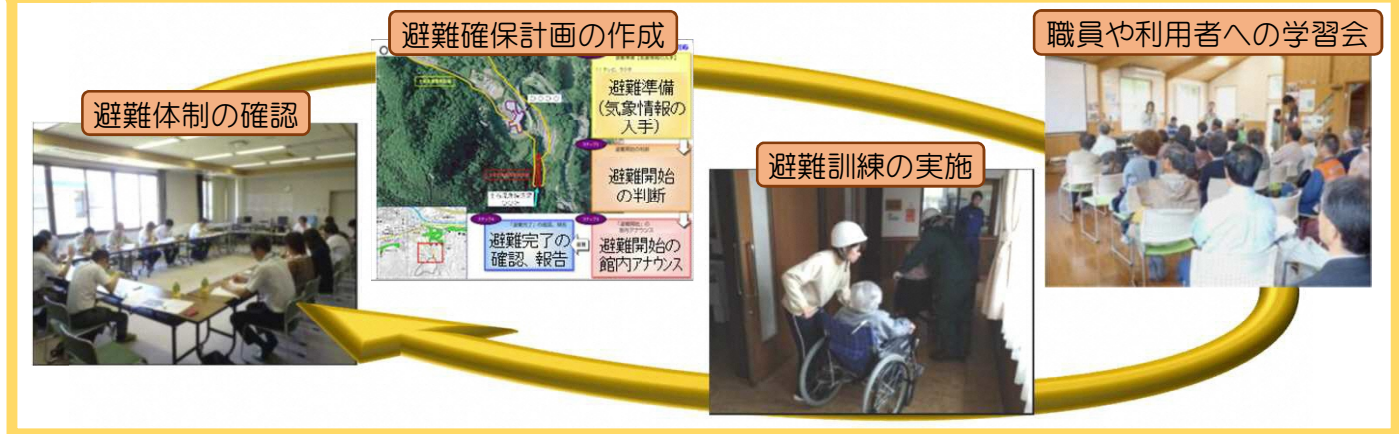 避難確保計画の作成
職員や利用者への学習会
避難体制の確認
避難訓練の実施
避難準備
(気象情報の
入手)
避難開始
の判断
避難開始の
館内アナウンス
避難完了の
確認、報告